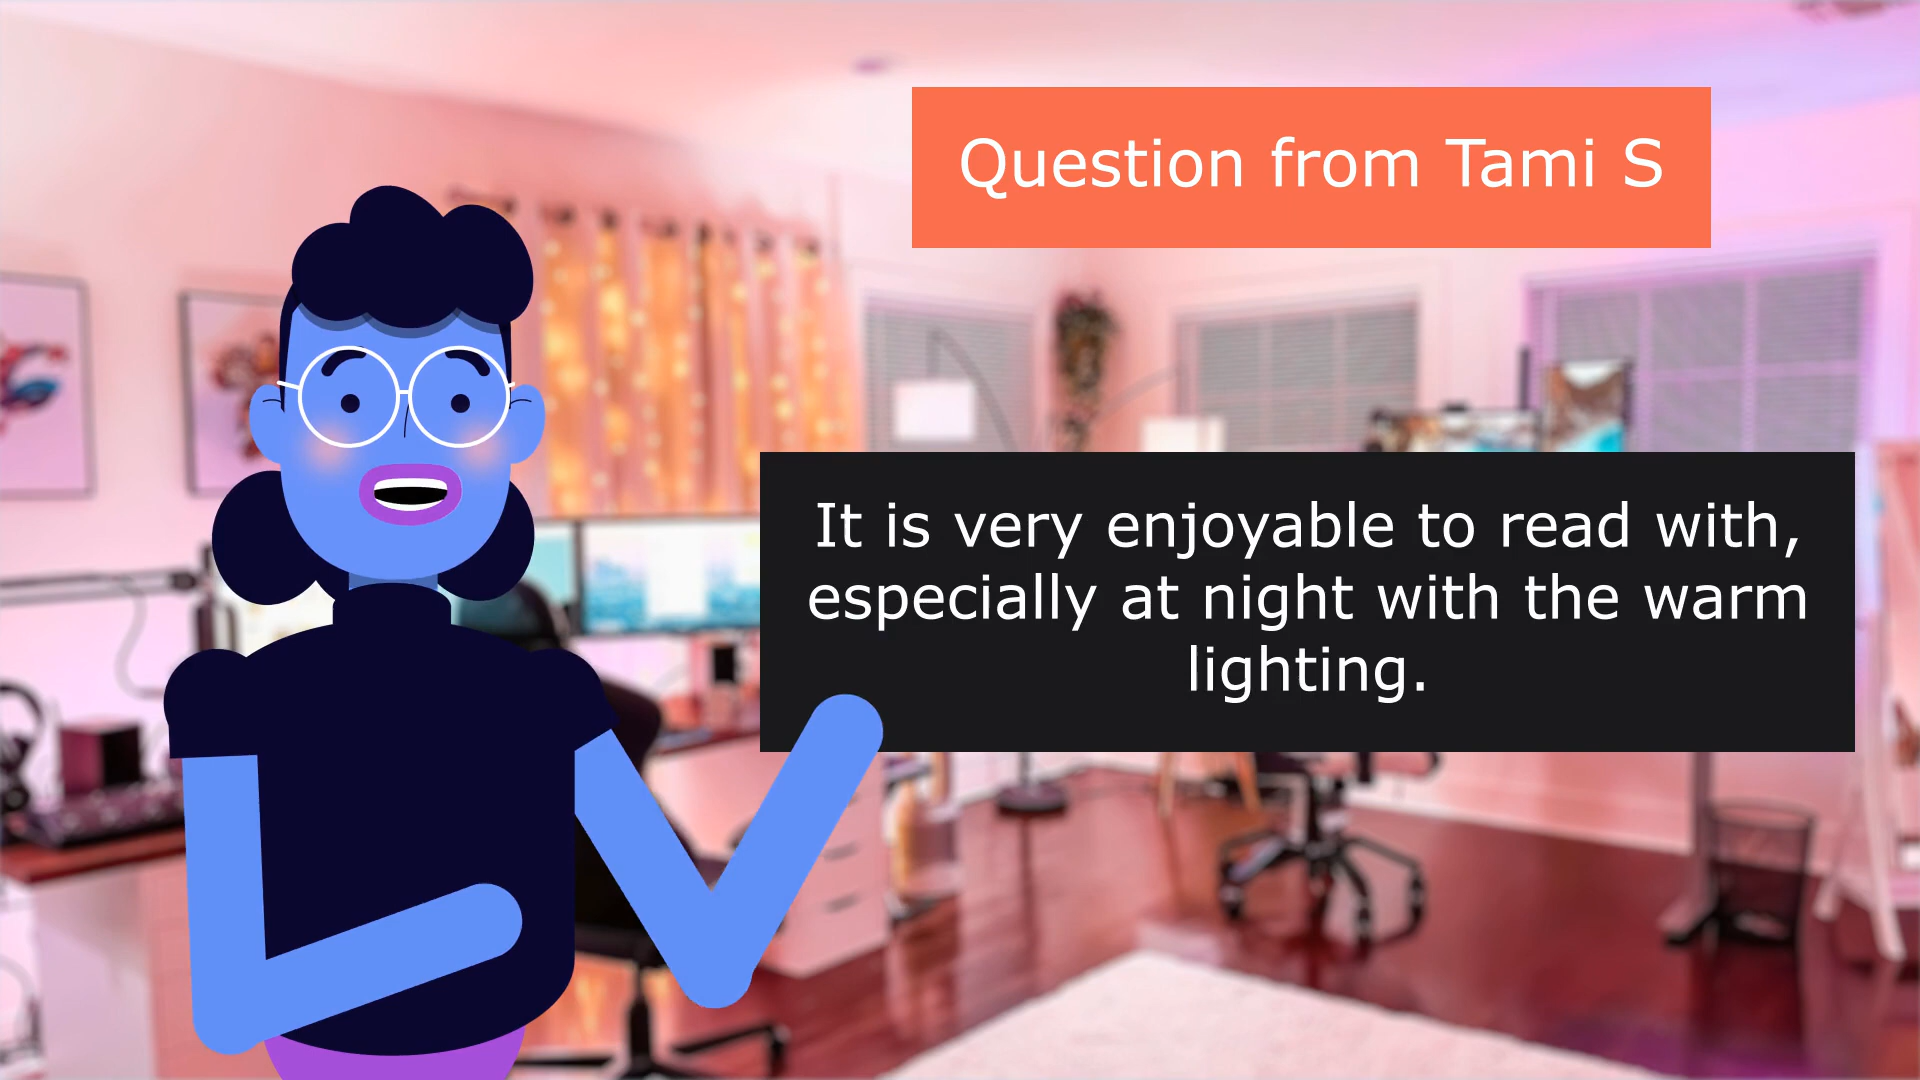 Question from Tami S
It is very enjoyable to read with,
especially at night with the warm
lighting.